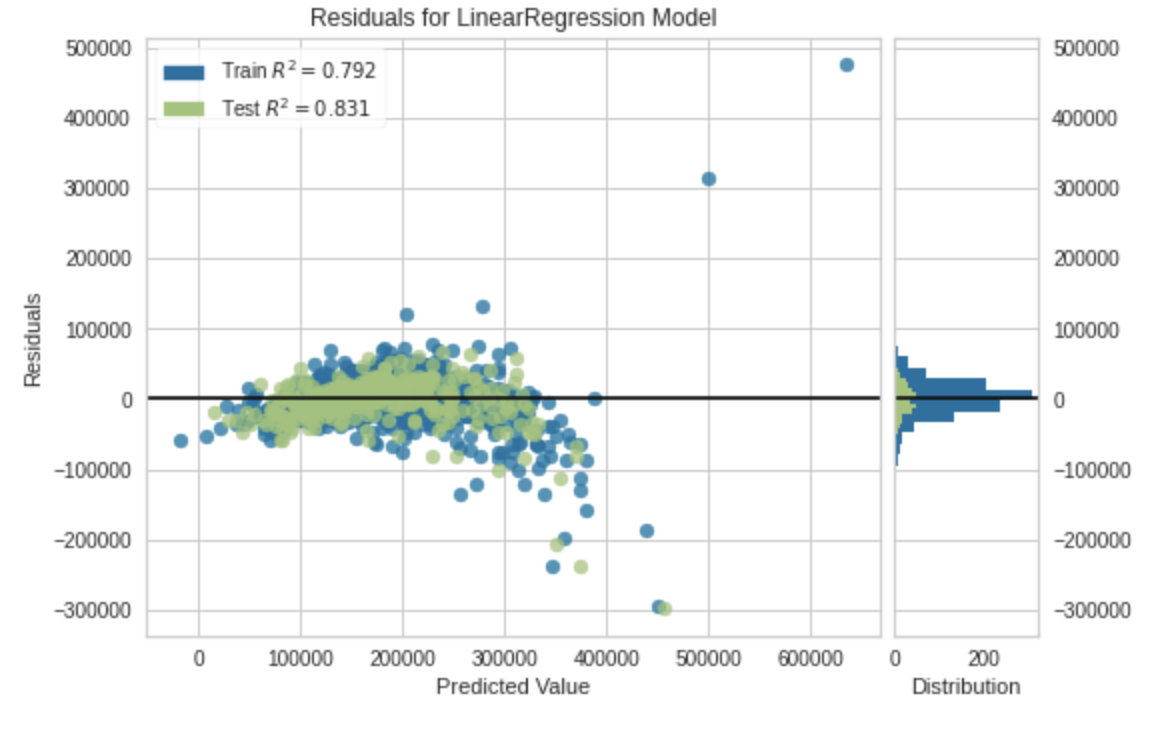 Residuals for LinearRegression Model
Train R² = 0.792
Test R² = 0.831
Residuals
500000
400000
300000
200000
100000
0
−100000
−200000
−300000
0 100000 200000 300000 400000 500000 600000
Predicted Value
500000
400000
300000
200000
100000
0
−100000
−200000
−300000
0 200
Distribution